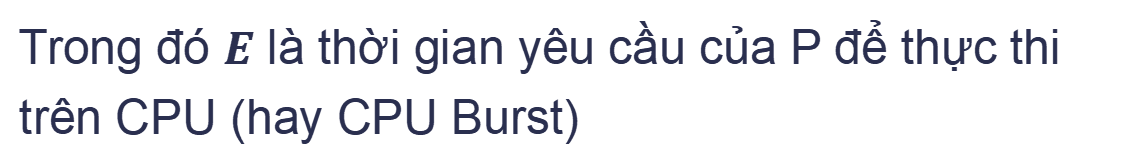 Trong đó E là thời gian yêu cầu của P để thực thi
trên CPU (hay CPU Burst)